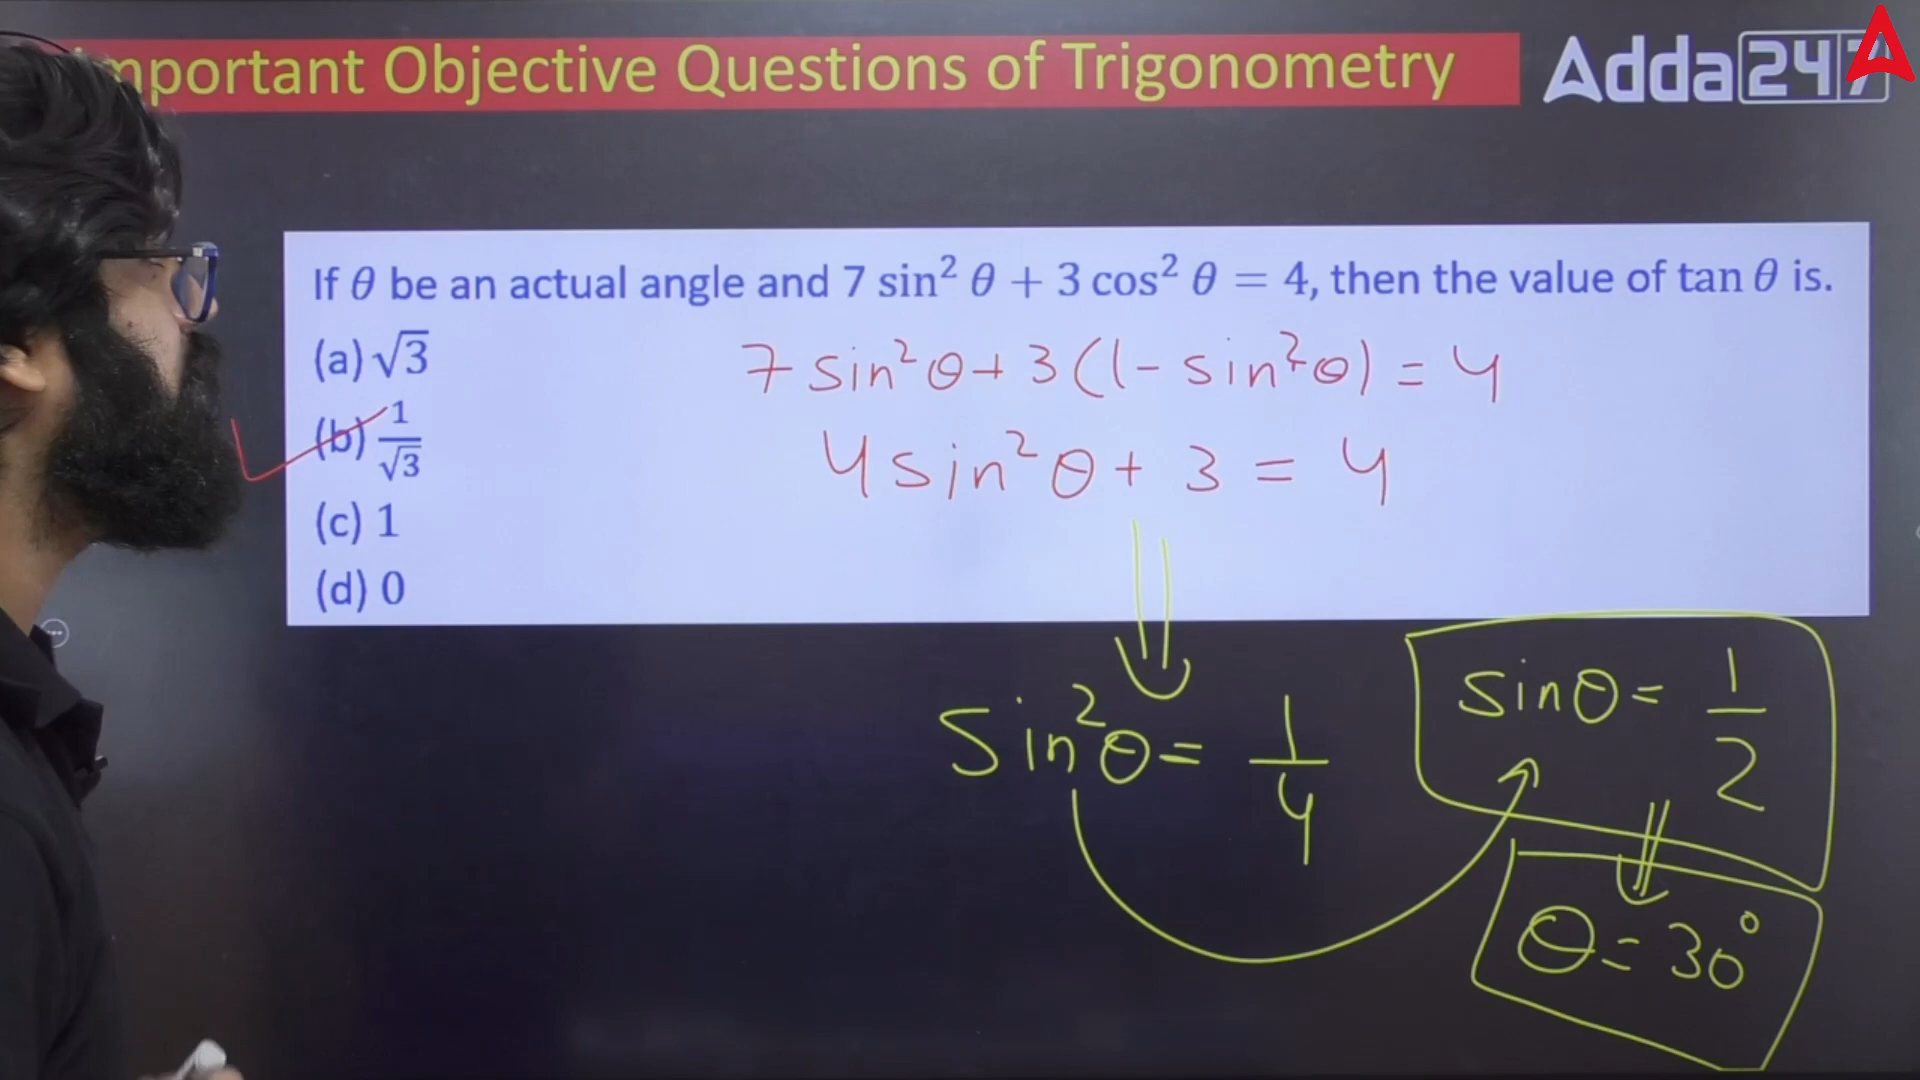 mportant Objective Questions of Trigonometry
Adda247
If θ be an actual angle and 7 sin² θ + 3 cos² θ = 4, then the value of tan θ is.
(a) √3
7 sin²θ + 3(1 - sin²θ) = 4
(b) 1/√3
4 sin²θ + 3 = 4
(c) 1
(d) 0
sinθ = 1/2
Sin²θ = 1/4
θ = 30°